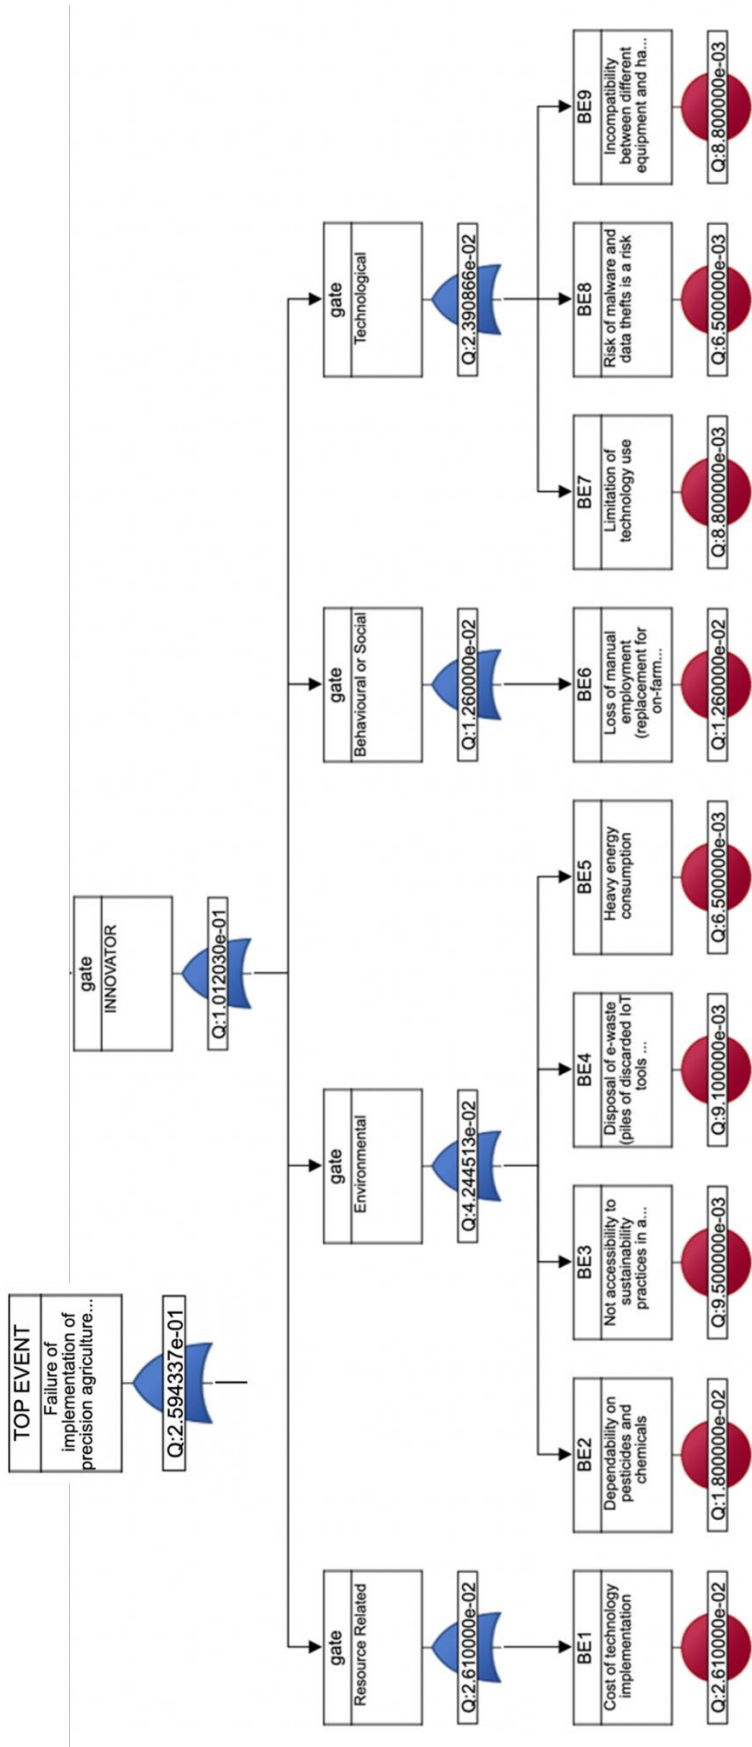 TOP EVENT
Failure of
implementation of
precision agriculture...
Q:2.594337e-01
gate
INNOVATOR
Q:1.012030e-01
gate
Resource Related
Q:2.610000e-02
gate
Environmental
Q:4.244513e-02
gate
Behavioural or Social
Q:1.260000e-02
gate
Technological
Q:2.390866e-02
BE1
Cost of technology
implementation
Q:2.610000e-02
BE2
Dependability on
pesticides and
chemicals
Q:1.800000e-02
BE3
Not accessibility to
sustainability
practices in a...
Q:9.500000e-03
BE4
Disposal of e-waste
(piles of discarded IoT
tools ...
Q:9.100000e-03
BE5
Heavy energy
consumption
Q:6.500000e-03
BE6
Loss of manual
employment
(replacement for
on-farm...
Q:1.260000e-02
BE7
Limitation of
technology use
Q:8.800000e-03
BE8
Risk of malware and
data thefts is a risk
Q:6.500000e-03
BE9
Incompatibility
between different
equipment and ha...
Q:8.800000e-03